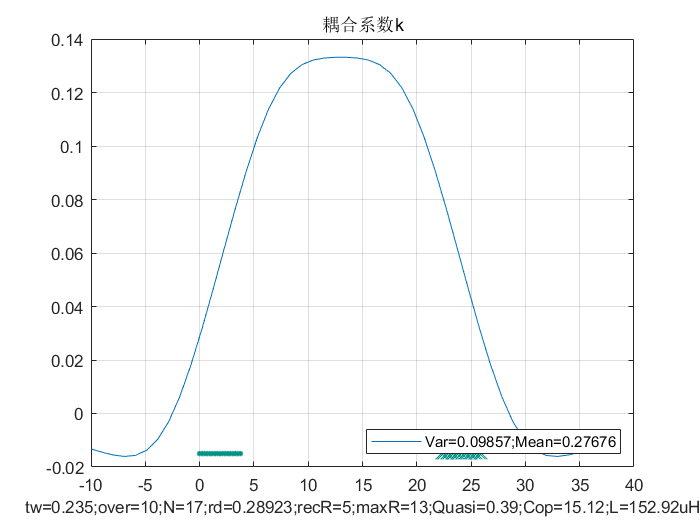 耦合系数k
0.14
0.12
0.1
0.08
0.06
0.04
0.02
0
-0.02
Var=0.09857;Mean=0.27676
-10 -5 0 5 10 15 20 25 30 35 40
tw=0.235;over=10;N=17;rd=0.28923;recR=5;maxR=13;Quasi=0.39;Cop=15.12;L=152.92uH